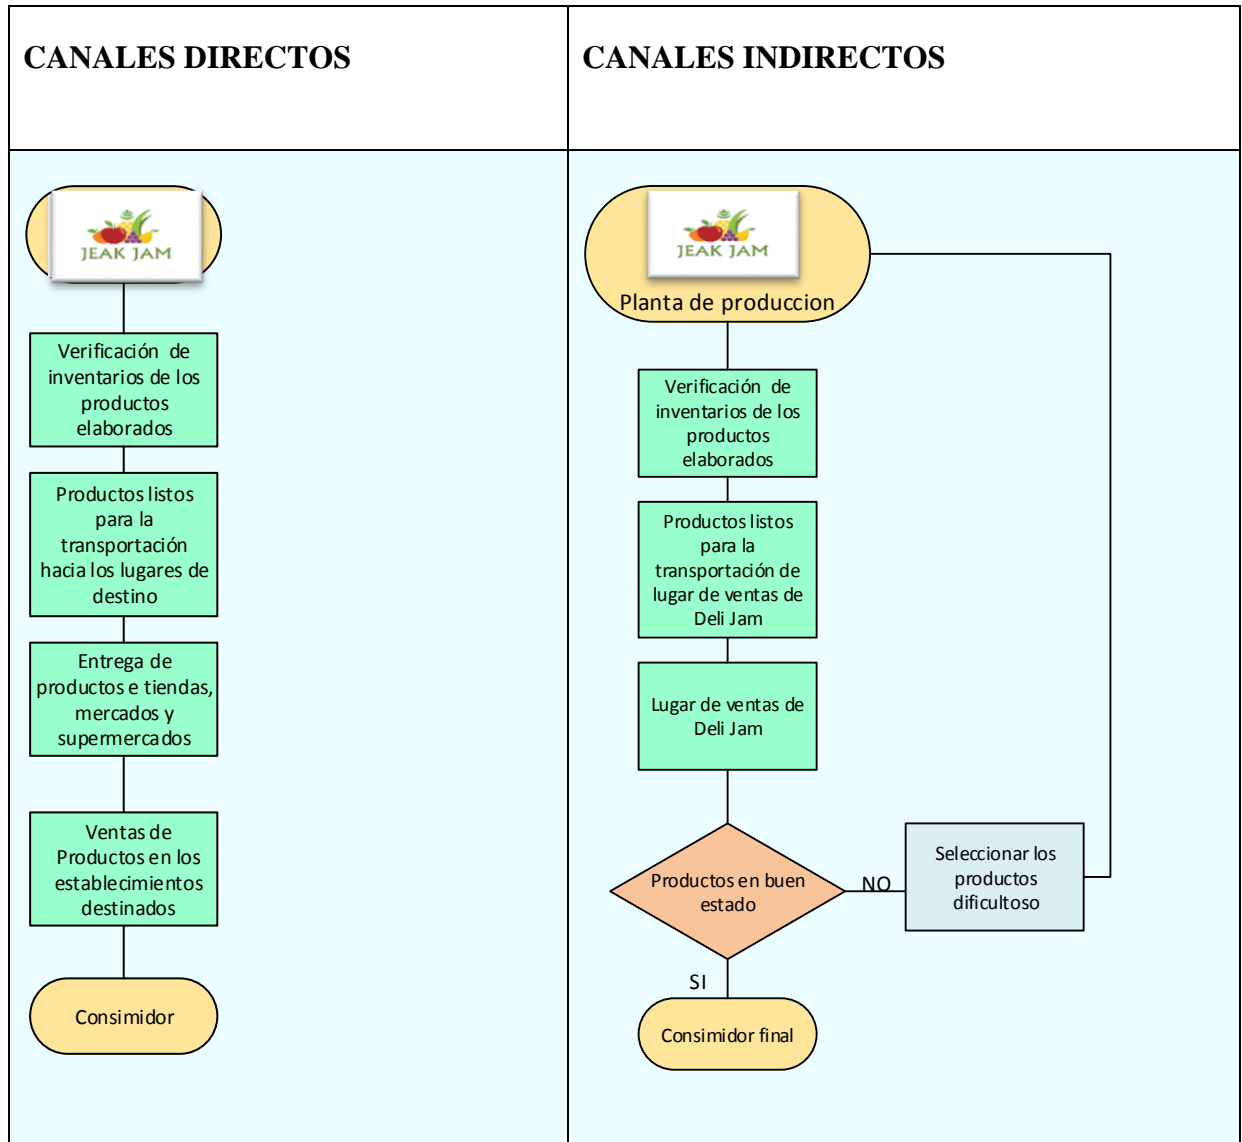 CANALES DIRECTOS
JEAK JAM
Verificación de
inventarios de los
productos
elaborados
Productos listos
para la
transportación
hacia los lugares de
destino
Entrega de
productos e tiendas,
mercados y
supermercados
Ventas de
Productos en los
establecimientos
destinados
Consimidor
CANALES INDIRECTOS
JEAK JAM
Planta de produccion
Verificación de
inventarios de los
productos
elaborados
Productos listos
para la
transportación de
lugar de ventas de
Deli Jam
Lugar de ventas de
Deli Jam
Productos en buen
estado
NO
Seleccionar los
productos
dificultoso
SI
Consimidor final